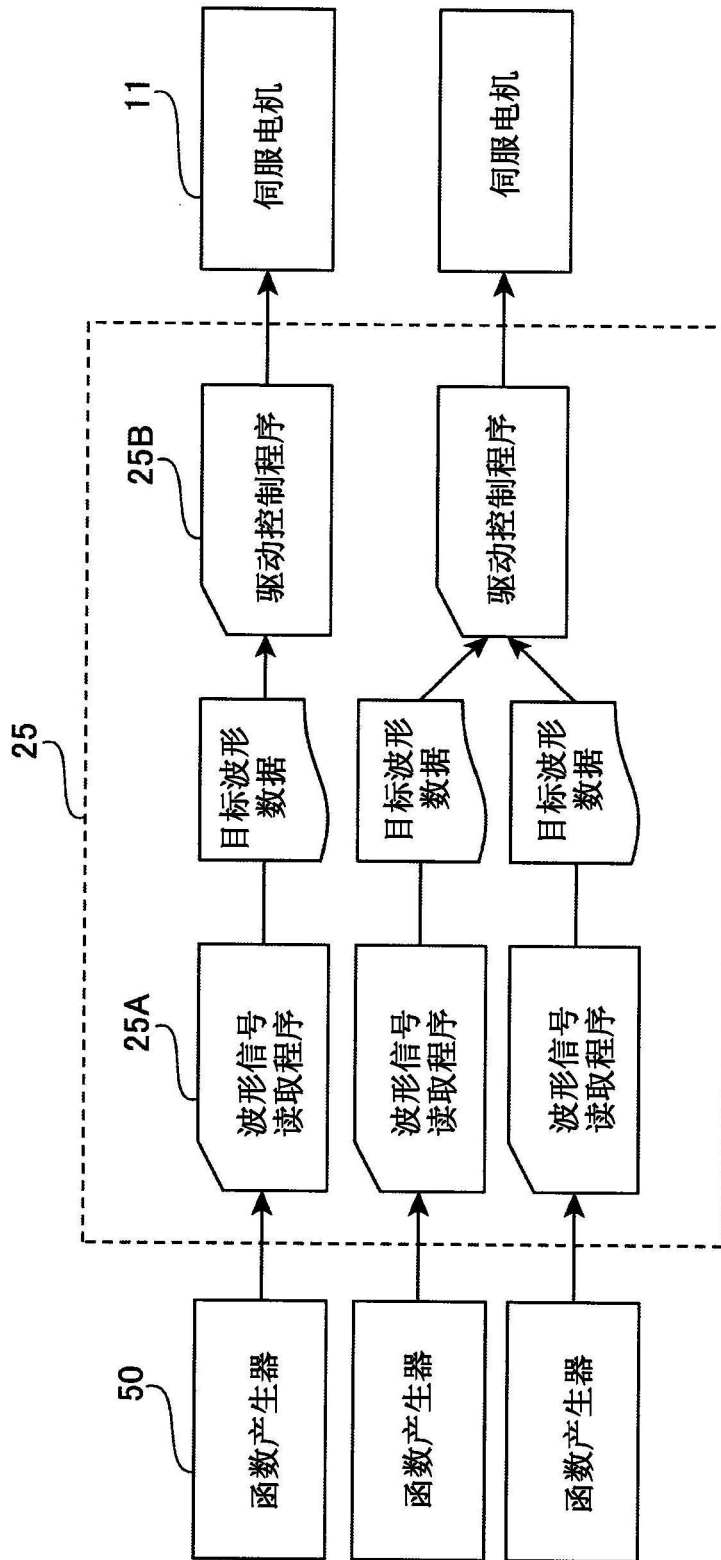 25
50
25A
25B
11
函数产生器
波形信号
读取程序
目标波形
数据
驱动控制程序
伺服电机
函数产生器
波形信号
读取程序
目标波形
数据
驱动控制程序
伺服电机
函数产生器
波形信号
读取程序
目标波形
数据